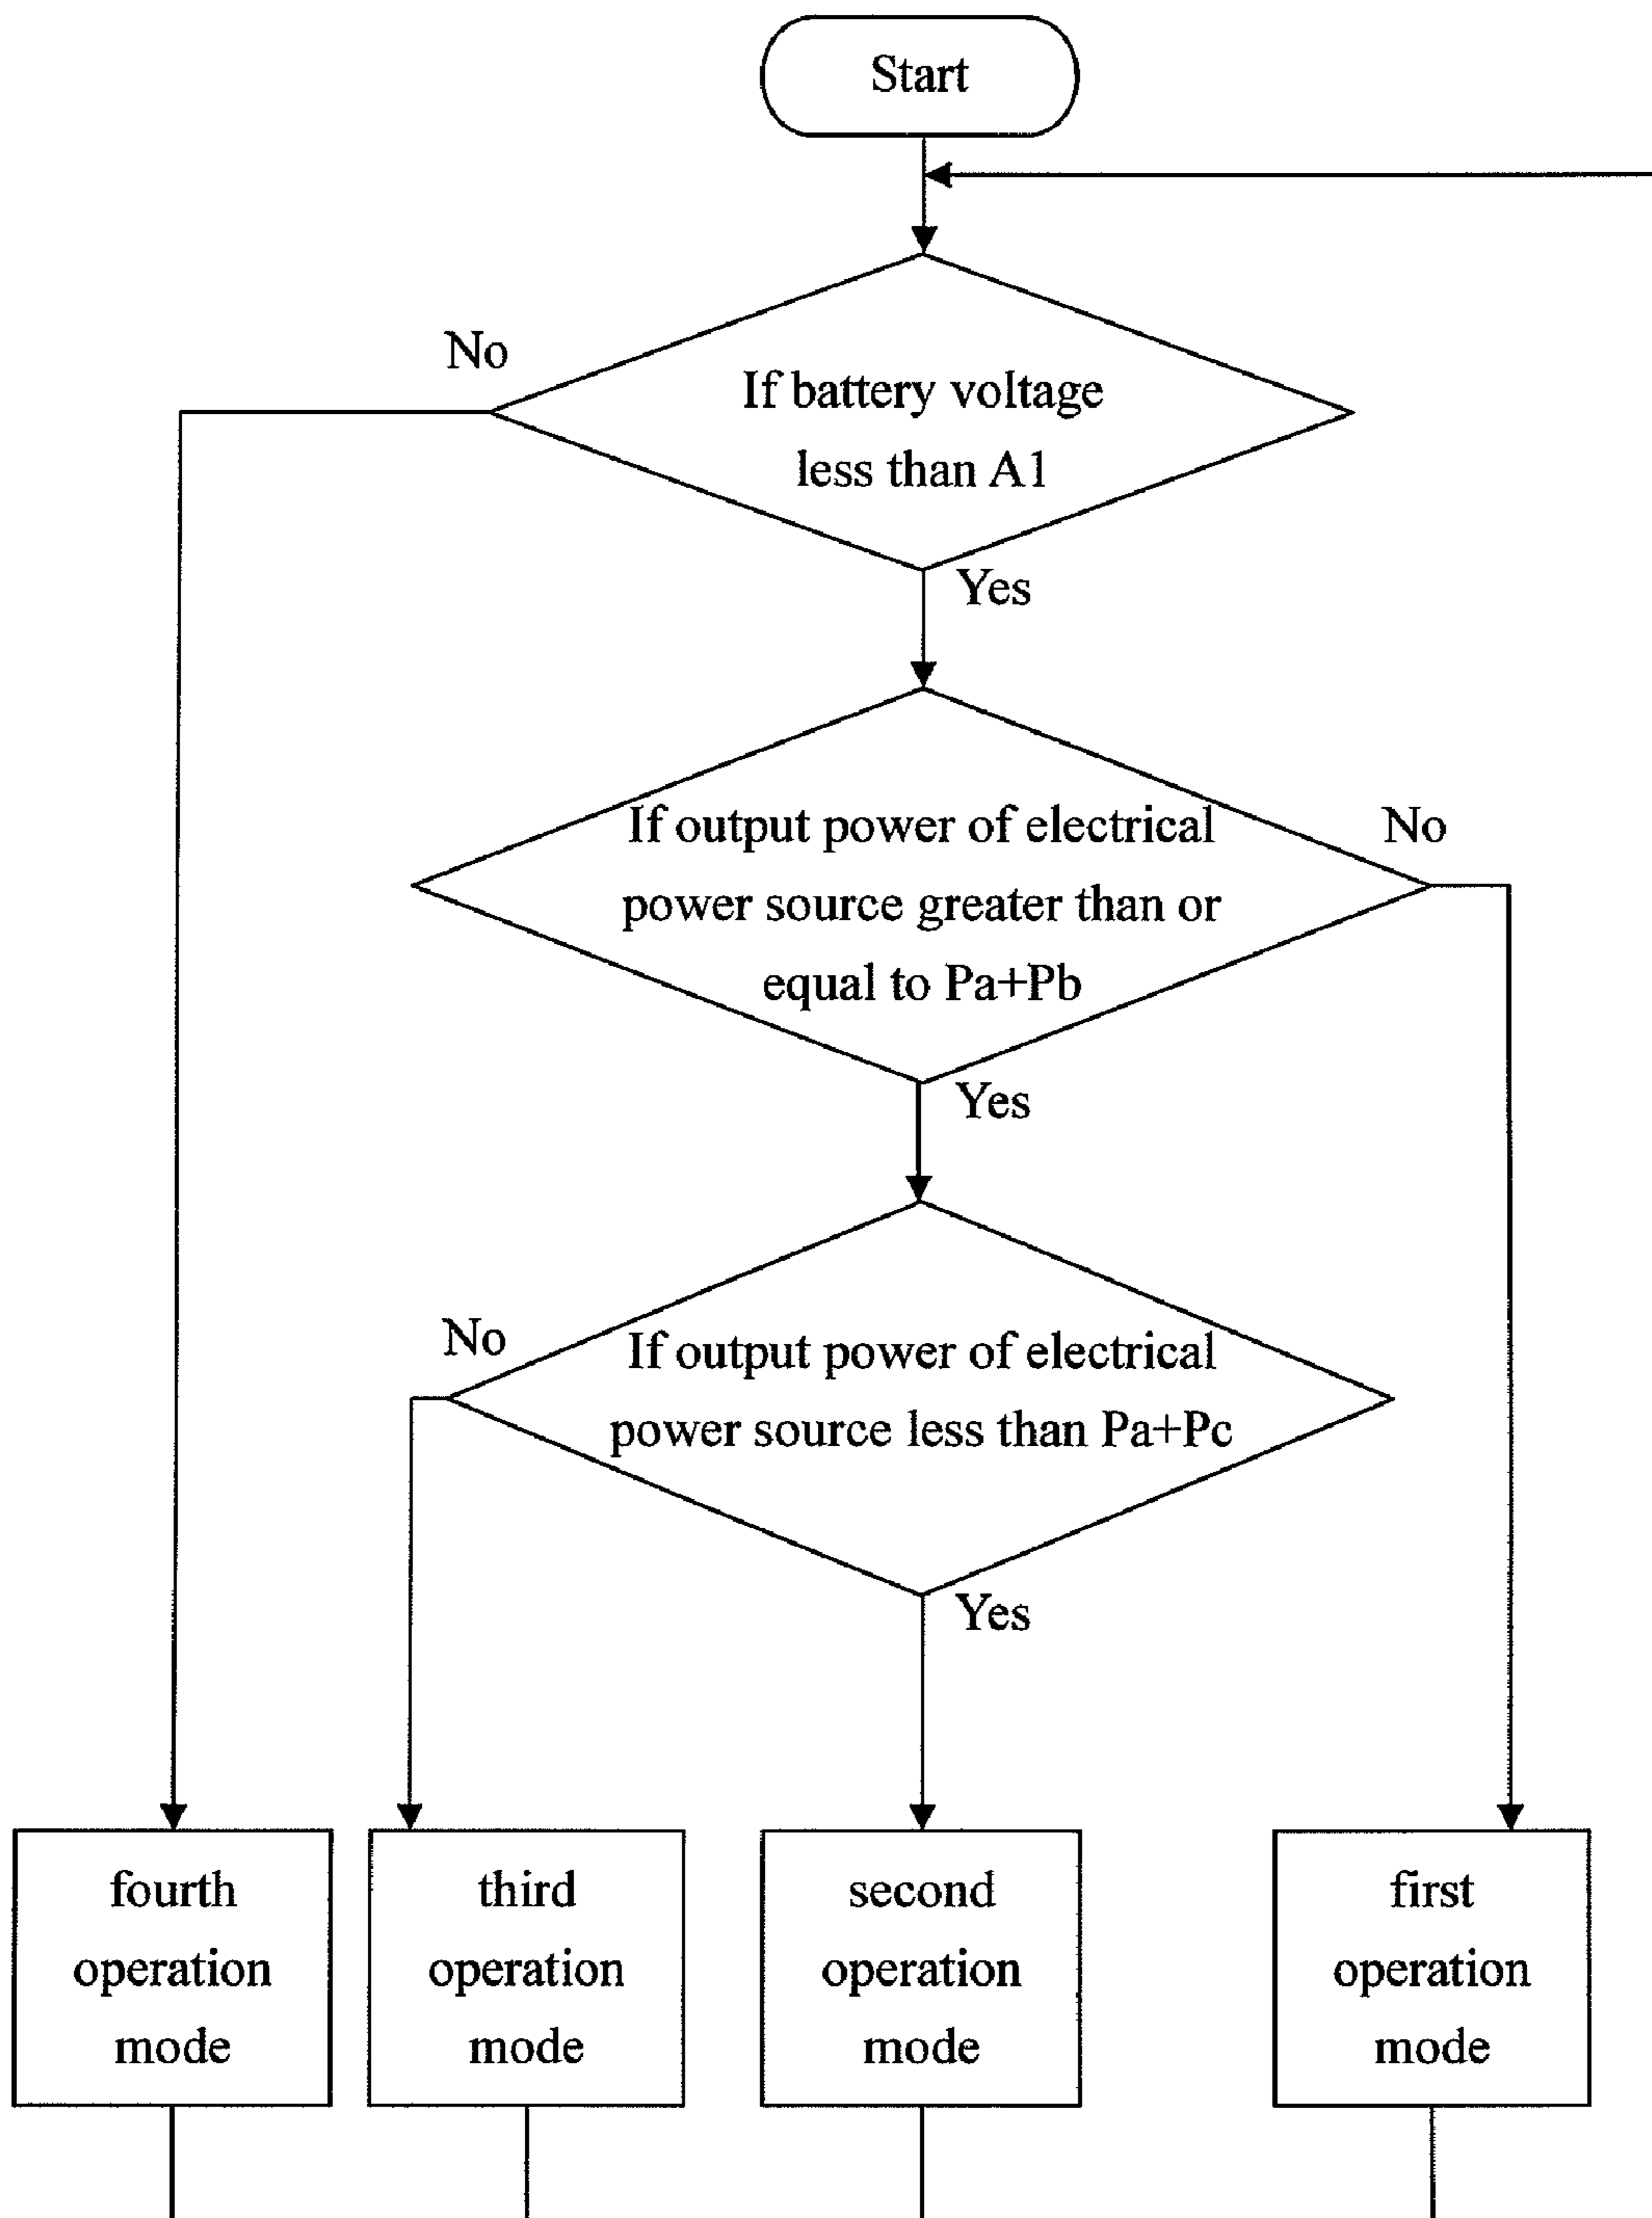 Start
No
If battery voltage
less than A1
Yes
If output power of electrical
power source greater than or
equal to Pa+Pb
No
Yes
No
If output power of electrical
power source less than Pa+Pc
Yes
fourth
operation
mode
third
operation
mode
second
operation
mode
first
operation
mode